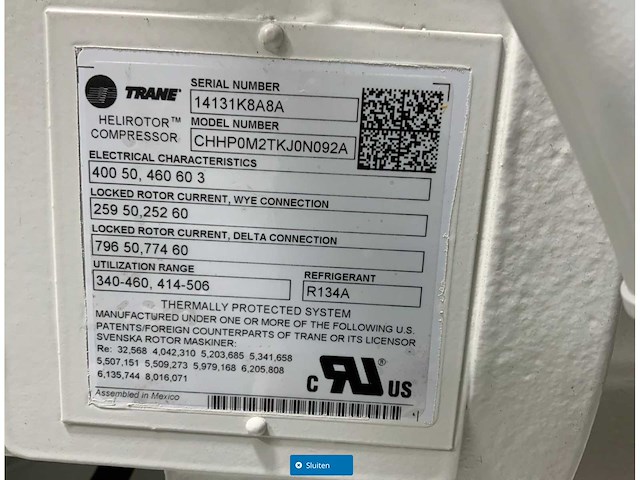 TRANE
HELIROTOR™
COMPRESSOR
SERIAL NUMBER
14131K8A8A
MODEL NUMBER
CHHP0M2TKJ0N092A
ELECTRICAL CHARACTERISTICS
400 50, 460 60 3
LOCKED ROTOR CURRENT, WYE CONNECTION
259 50,252 60
LOCKED ROTOR CURRENT, DELTA CONNECTION
796 50,774 60
UTILIZATION RANGE
340-460, 414-506
REFRIGERANT
R134A
THERMALLY PROTECTED SYSTEM
MANUFACTURED UNDER ONE OR MORE OF THE FOLLOWING U.S.
PATENTS/FOREIGN COUNTERPARTS OF TRANE OR ITS LICENSOR
SVENSKA ROTOR MASKINER:
Re: 32,568 4,042,310 5,203,685 5,341,658
5,507,151 5,509,273 5,979,168 6,205,808
6,135,744 8,016,071
Assembled in Mexico
C RU US
Sluiten